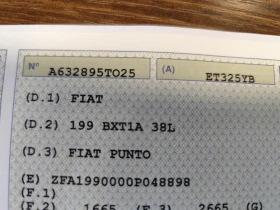 N° A632895TO25 (A) ET325YB
(D.1) FIAT
(D.2) 199 BXT1A 38L
(D.3) FIAT PUNTO
(E) ZFA1990000P048898
(F.1)
(F.2) 1665 (F.3) 2665 (G)